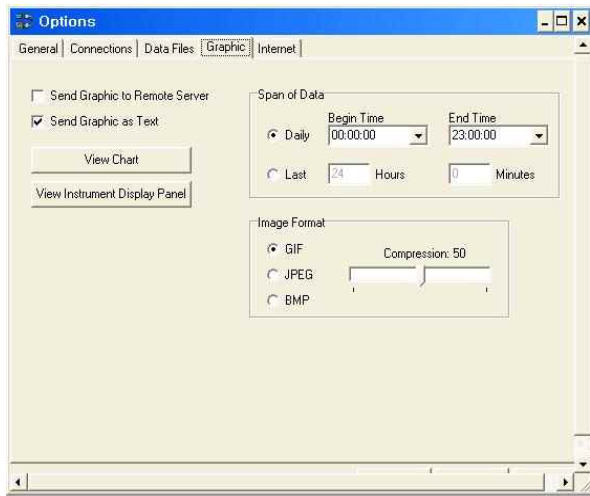 Options
General Connections Data Files Graphic Internet
Send Graphic to Remote Server
Send Graphic as Text
View Chart
View Instrument Display Panel
Span of Data
Begin Time End Time
Daily 00:00:00 23:00:00
Last 24 Hours 0 Minutes
Image Format
GIF
JPEG
BMP
Compression: 50